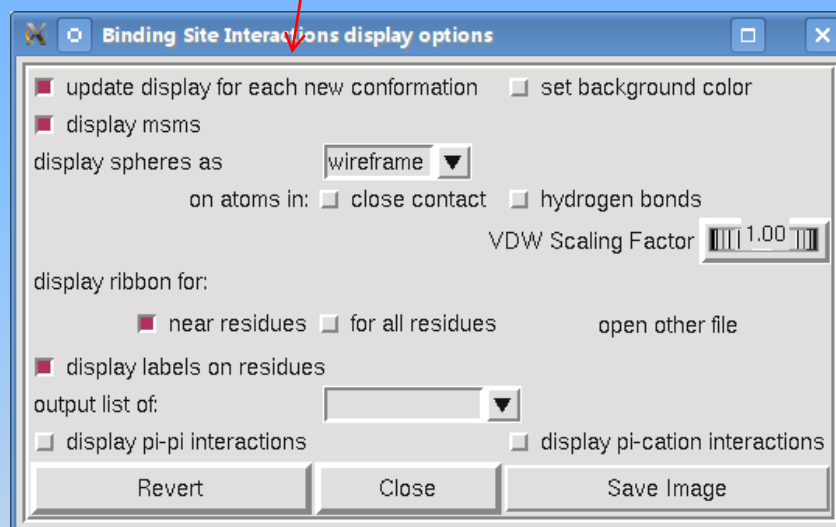 Binding Site Interactions display options
update display for each new conformation set background color
display msms
display spheres as wireframe
on atoms in: close contact hydrogen bonds
VDW Scaling Factor 1.00
display ribbon for:
near residues for all residues open other file
display labels on residues
output list of:
display pi-pi interactions display pi-cation interactions
Revert Close Save Image